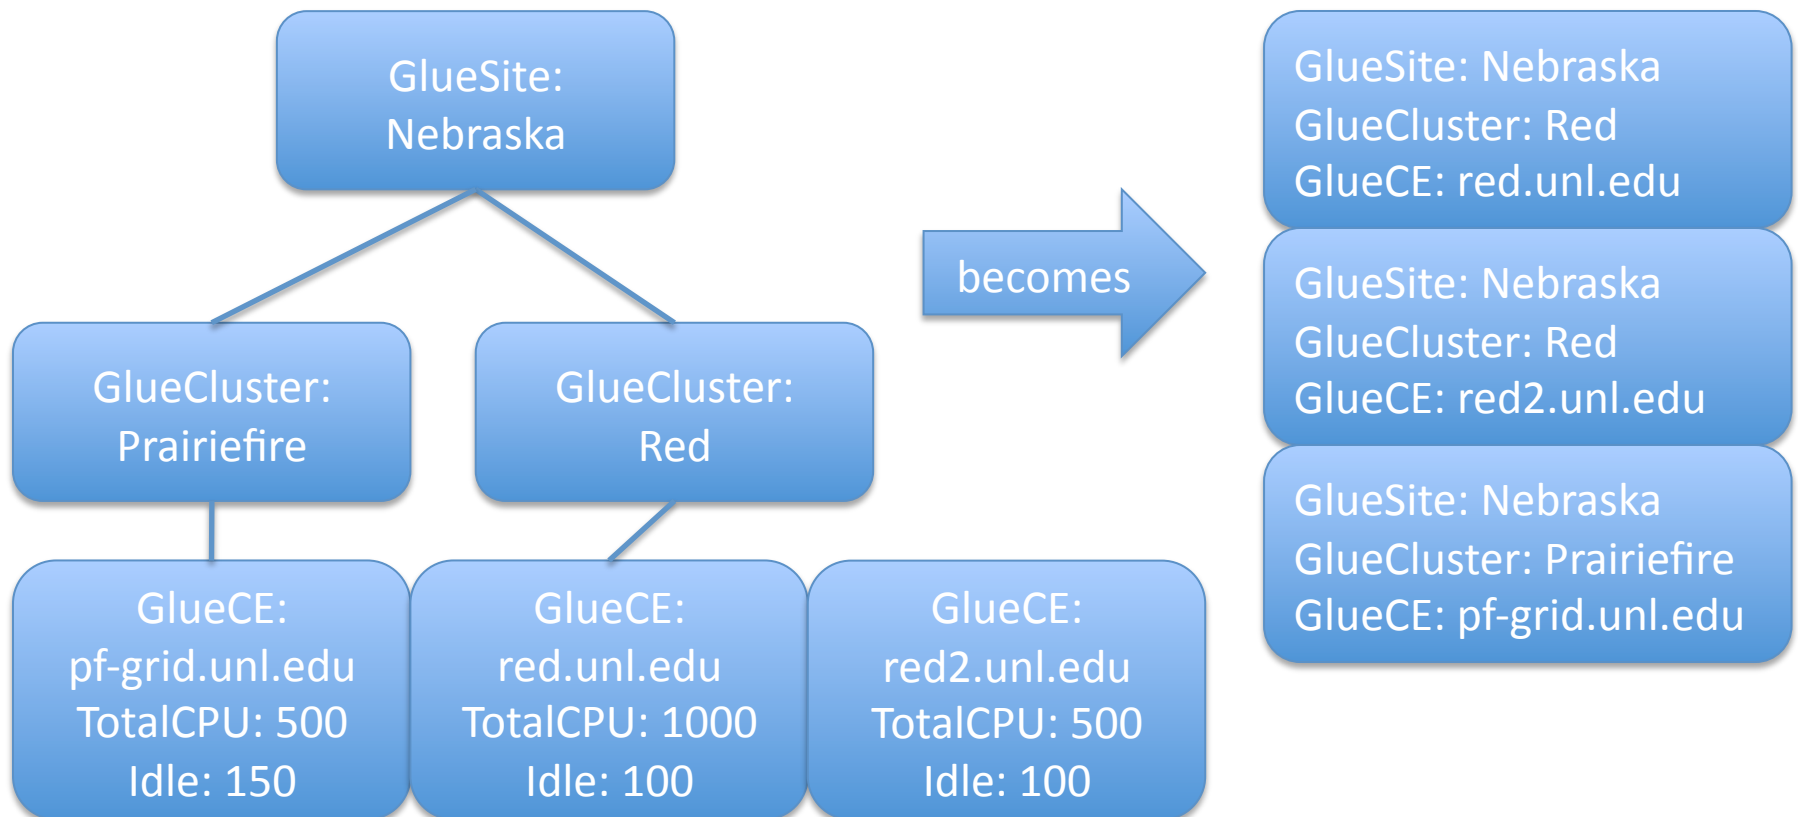 GlueSite:
Nebraska
GlueCluster:
Prairiefire
GlueCluster:
Red
GlueCE:
pf-grid.unl.edu
TotalCPU: 500
Idle: 150
GlueCE:
red.unl.edu
TotalCPU: 1000
Idle: 100
GlueCE:
red2.unl.edu
TotalCPU: 500
Idle: 100
becomes
GlueSite: Nebraska
GlueCluster: Red
GlueCE: red.unl.edu
GlueSite: Nebraska
GlueCluster: Red
GlueCE: red2.unl.edu
GlueSite: Nebraska
GlueCluster: Prairiefire
GlueCE: pf-grid.unl.edu